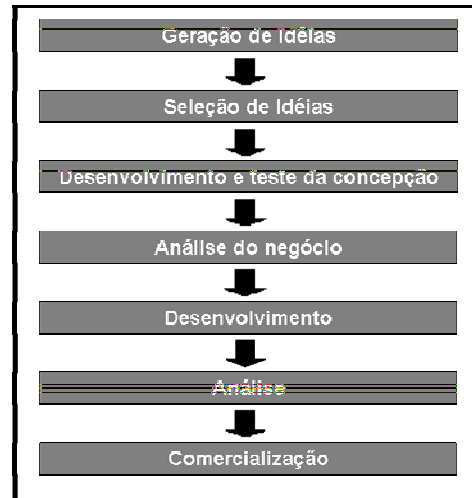 Geração de Idéias
Seleção de Idéias
Desenvolvimento e teste da concepção
Análise do negócio
Desenvolvimento
Análise
Comercialização